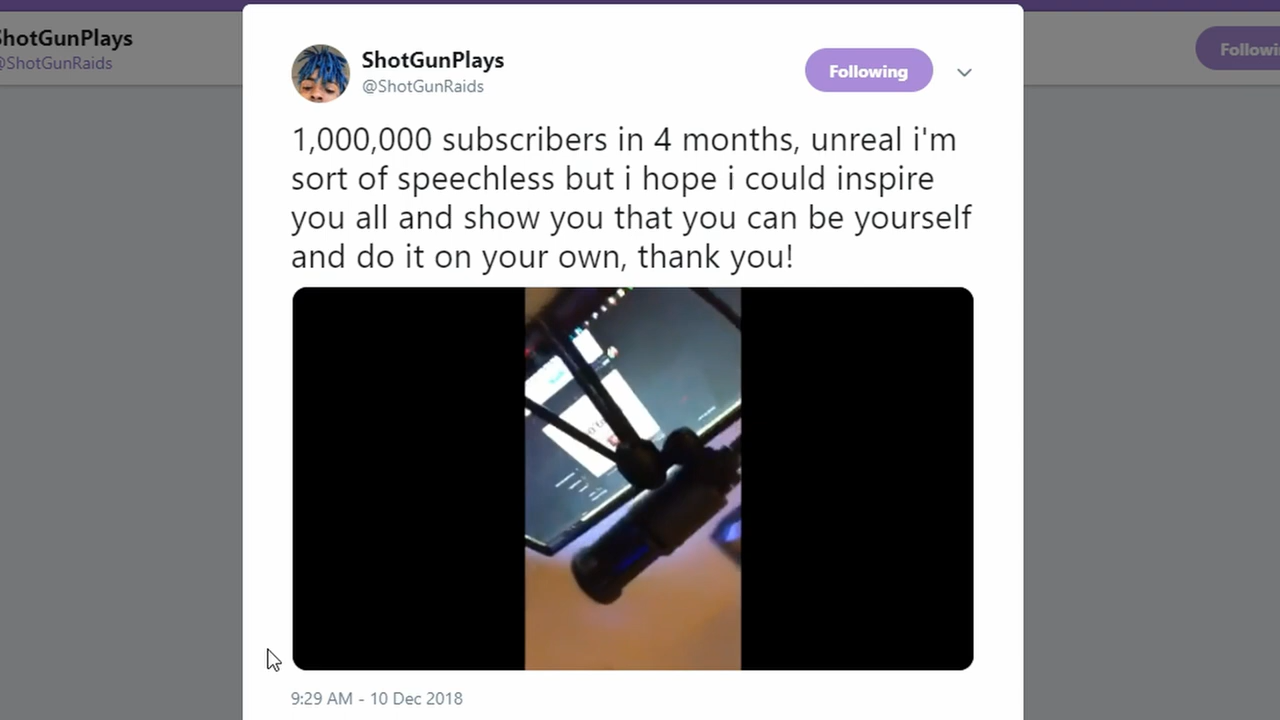 ShotGunPlays
@ShotGunRaids
ShotGunPlays
@ShotGunRaids
Following
1,000,000 subscribers in 4 months, unreal i'm
sort of speechless but i hope i could inspire
you all and show you that you can be yourself
and do it on your own, thank you!
9:29 AM - 10 Dec 2018